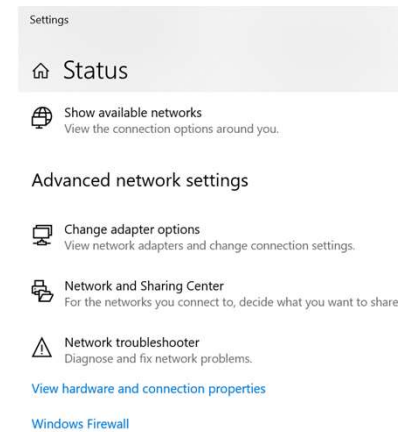 Settings
Status
Show available networks
View the connection options around you.
Advanced network settings
Change adapter options
View network adapters and change connection settings.
Network and Sharing Center
For the networks you connect to, decide what you want to share
Network troubleshooter
Diagnose and fix network problems.
View hardware and connection properties
Windows Firewall